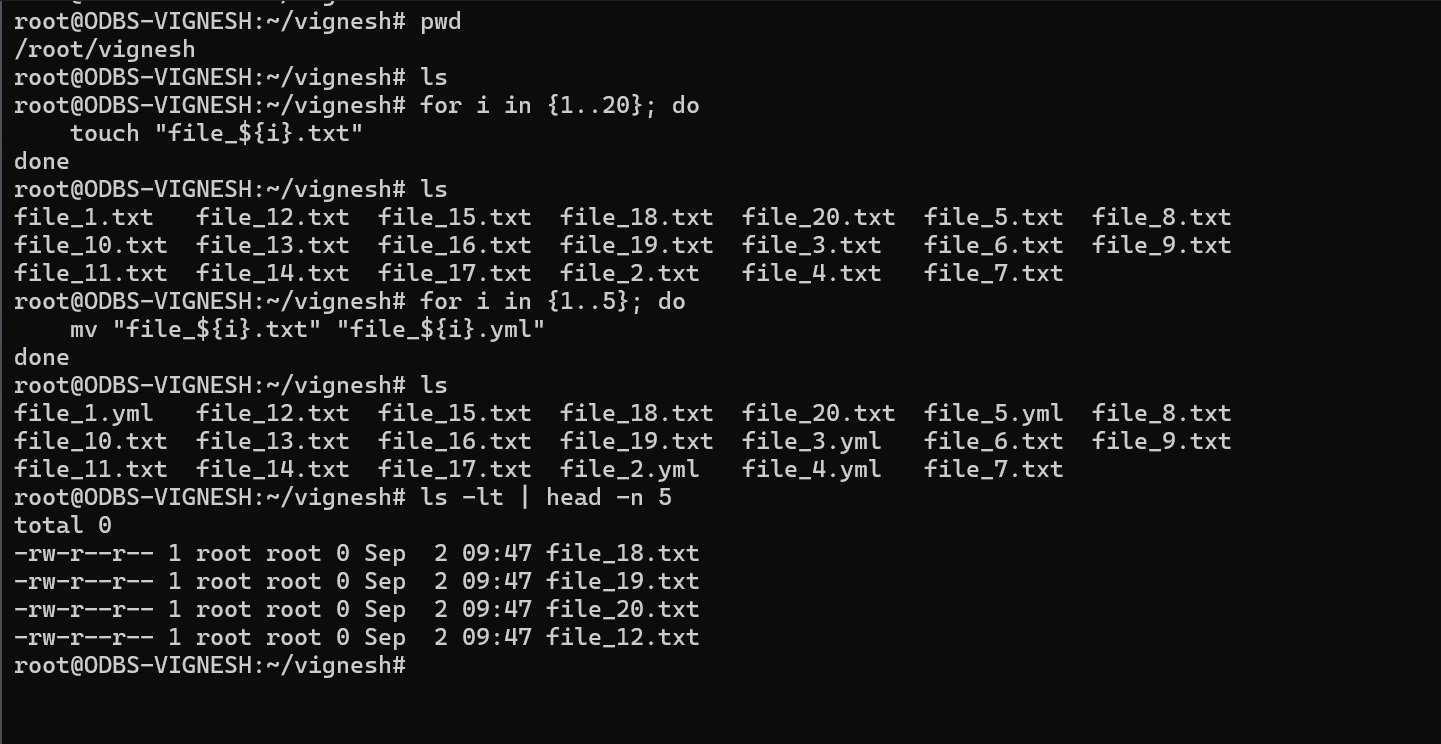 root@ODBS-VIGNESH:~/vignesh# pwd
/root/vignesh
root@ODBS-VIGNESH:~/vignesh# ls
root@ODBS-VIGNESH:~/vignesh# for i in {1..20}; do
    touch "file_${i}.txt"
done
root@ODBS-VIGNESH:~/vignesh# ls
file_1.txt   file_12.txt  file_15.txt  file_18.txt  file_20.txt  file_5.txt  file_8.txt
file_10.txt  file_13.txt  file_16.txt  file_19.txt  file_3.txt   file_6.txt  file_9.txt
file_11.txt  file_14.txt  file_17.txt  file_2.txt   file_4.txt   file_7.txt
root@ODBS-VIGNESH:~/vignesh# for i in {1..5}; do
    mv "file_${i}.txt" "file_${i}.yml"
done
root@ODBS-VIGNESH:~/vignesh# ls
file_1.yml   file_12.txt  file_15.txt  file_18.txt  file_20.txt  file_5.yml  file_8.txt
file_10.txt  file_13.txt  file_16.txt  file_19.txt  file_3.yml   file_6.txt  file_9.txt
file_11.txt  file_14.txt  file_17.txt  file_2.yml   file_4.yml   file_7.txt
root@ODBS-VIGNESH:~/vignesh# ls -lt | head -n 5
total 0
-rw-r--r-- 1 root root 0 Sep  2 09:47 file_18.txt
-rw-r--r-- 1 root root 0 Sep  2 09:47 file_19.txt
-rw-r--r-- 1 root root 0 Sep  2 09:47 file_20.txt
-rw-r--r-- 1 root root 0 Sep  2 09:47 file_12.txt
root@ODBS-VIGNESH:~/vignesh#